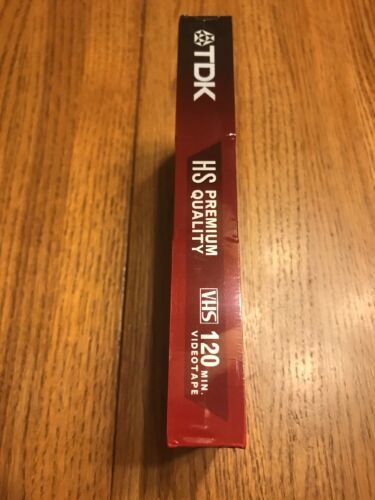 TDK
HS PREMIUM
QUALITY
VHS 120 MIN.
VIDEOTAPE